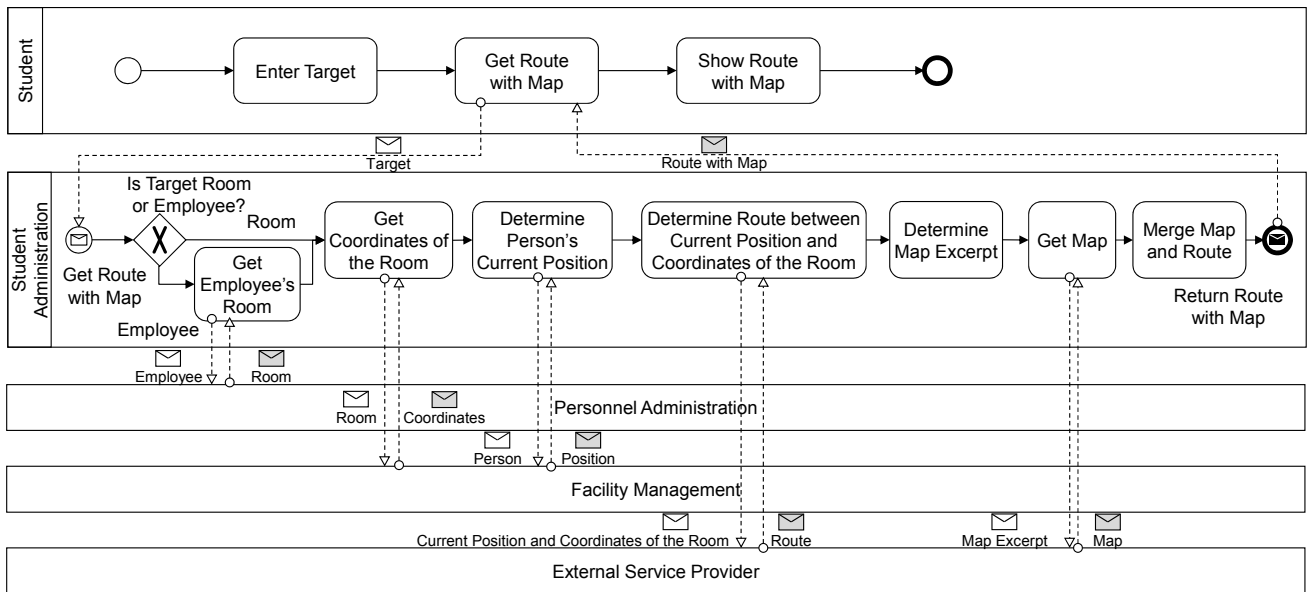 Student
Enter Target
Get Route
with Map
Show Route
with Map
Target
Route with Map
Student
Administration
Is Target Room
or Employee?
Room
X
Get Route
with Map
Get
Employee's
Room
Employee
Get
Coordinates of
the Room
Determine
Person's
Current Position
Determine Route between
Current Position and
Coordinates of the Room
Determine
Map Excerpt
Get Map
Merge Map
and Route
Return Route
with Map
Employee
Room
Personnel Administration
Room
Coordinates
Person
Position
Facility Management
Current Position and Coordinates of the Room
Route
Map Excerpt
Map
External Service Provider